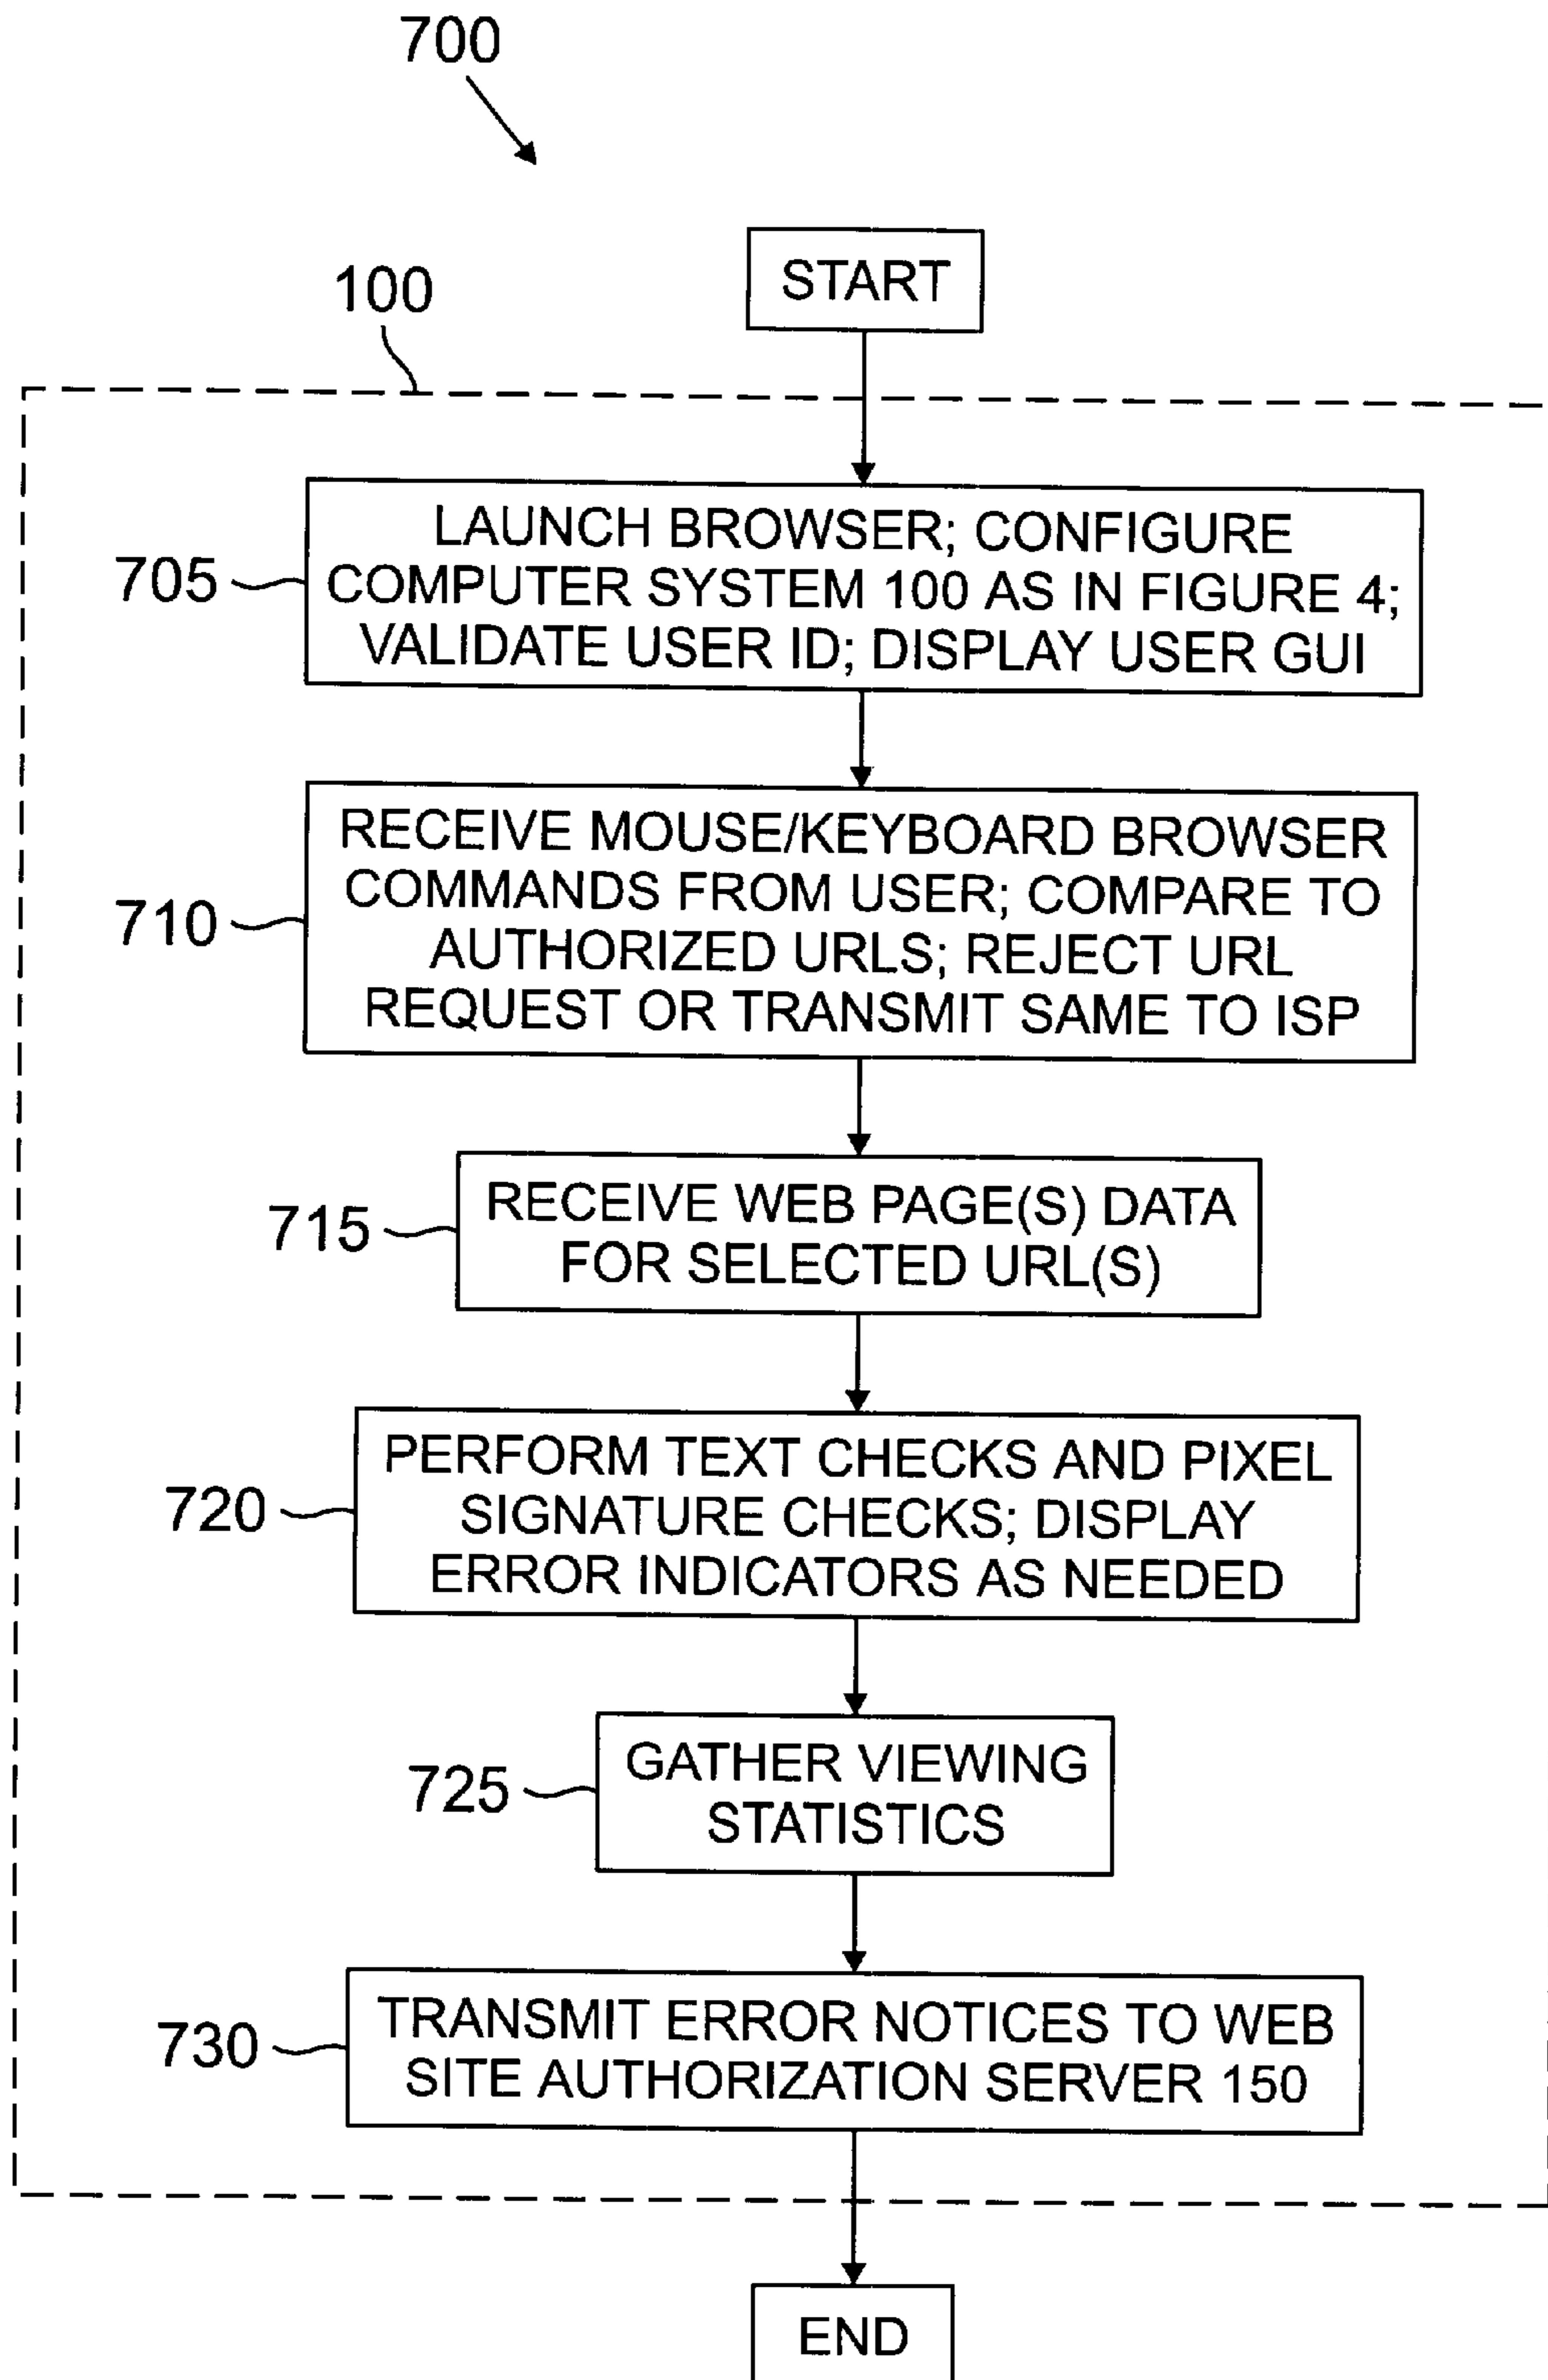 700
START
100
LAUNCH BROWSER; CONFIGURE
COMPUTER SYSTEM 100 AS IN FIGURE 4;
VALIDATE USER ID; DISPLAY USER GUI
705
RECEIVE MOUSE/KEYBOARD BROWSER
COMMANDS FROM USER; COMPARE TO
AUTHORIZED URLS; REJECT URL
REQUEST OR TRANSMIT SAME TO ISP
710
RECEIVE WEB PAGE(S) DATA
FOR SELECTED URL(S)
715
PERFORM TEXT CHECKS AND PIXEL
SIGNATURE CHECKS; DISPLAY
ERROR INDICATORS AS NEEDED
720
GATHER VIEWING
STATISTICS
725
TRANSMIT ERROR NOTICES TO WEB
SITE AUTHORIZATION SERVER 150
730
END